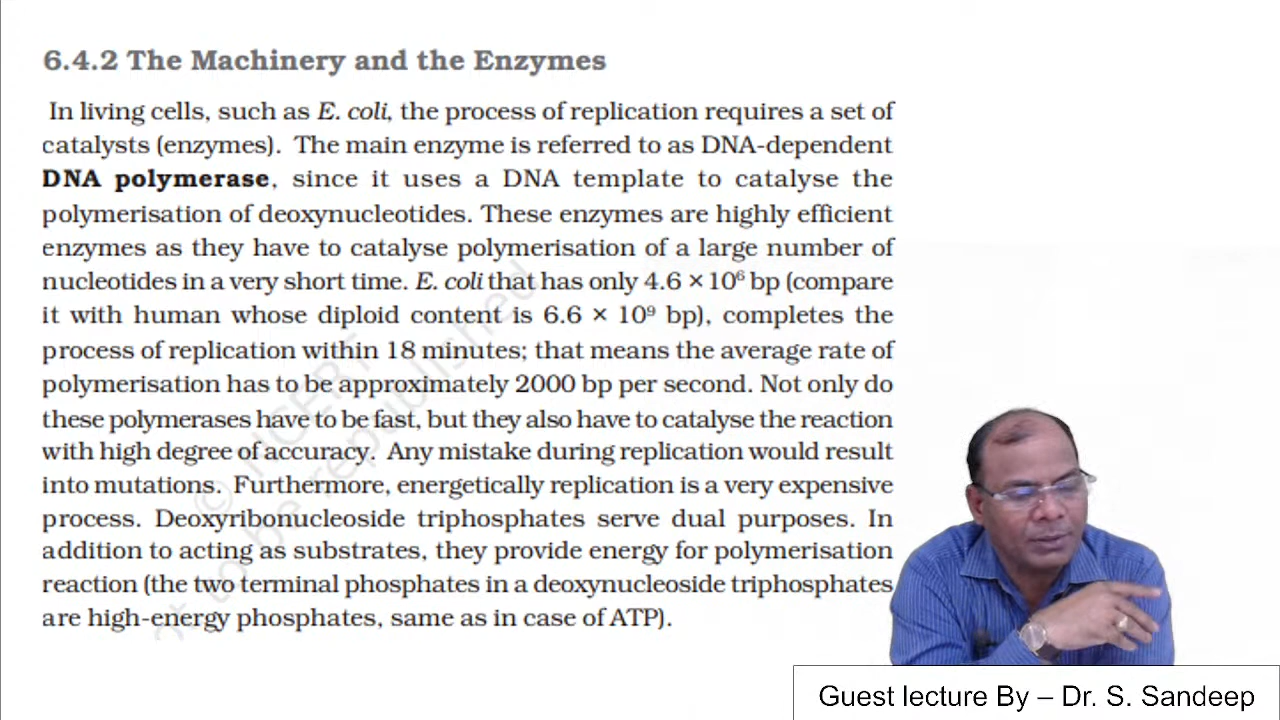 6.4.2 The Machinery and the Enzymes
In living cells, such as E. coli, the process of replication requires a set of
catalysts (enzymes). The main enzyme is referred to as DNA-dependent
DNA polymerase, since it uses a DNA template to catalyse the
polymerisation of deoxynucleotides. These enzymes are highly efficient
enzymes as they have to catalyse polymerisation of a large number of
nucleotides in a very short time. E. coli that has only 4.6 × 10⁶ bp (compare
it with human whose diploid content is 6.6 × 10⁹ bp), completes the
process of replication within 18 minutes; that means the average rate of
polymerisation has to be approximately 2000 bp per second. Not only do
these polymerases have to be fast, but they also have to catalyse the reaction
with high degree of accuracy. Any mistake during replication would result
into mutations. Furthermore, energetically replication is a very expensive
process. Deoxyribonucleoside triphosphates serve dual purposes. In
addition to acting as substrates, they provide energy for polymerisation
reaction (the two terminal phosphates in a deoxynucleoside triphosphates
are high-energy phosphates, same as in case of ATP).
© NCERT
to be republished
Guest lecture By – Dr. S. Sandeep